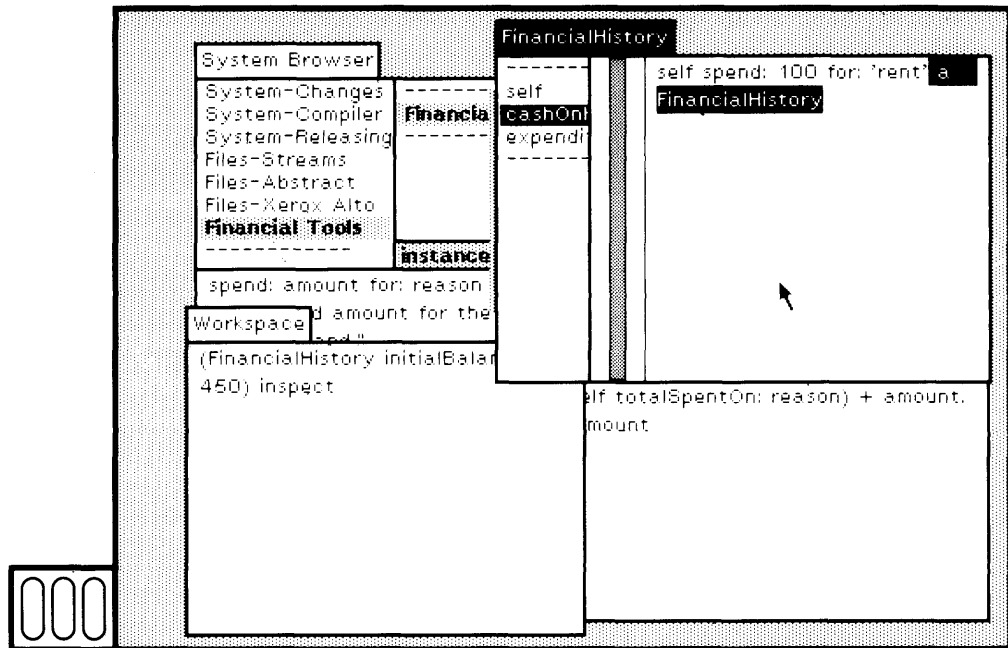 System Browser
System-Changes
System-Compiler
System-Releasing
Files-Streams
Files-Abstract
Files-Xerox Alto
Financial Tools
------------
--------
Financia
--------
instance
spend: amount for: reason
d amount for the
Workspace
(FinancialHistory initialBalan
450) inspect
FinancialHistory
--------
self
cashOnH
expendit
--------
self spend: 100 for: 'rent' a
FinancialHistory
elf totalSpentOn: reason) + amount.
mount